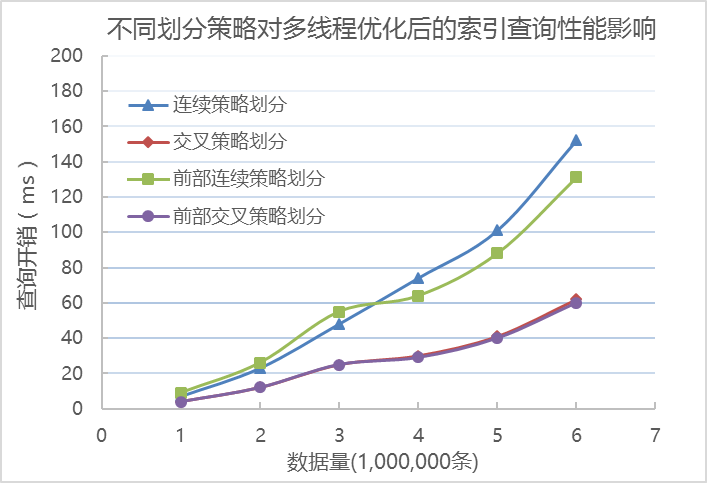 不同划分策略对多线程优化后的索引查询性能影响
200
180
160
140
120
100
80
60
40
20
0
查询开销（ms）
连续策略划分
交叉策略划分
前部连续策略划分
前部交叉策略划分
0 1 2 3 4 5 6 7
数据量(1,000,000条)